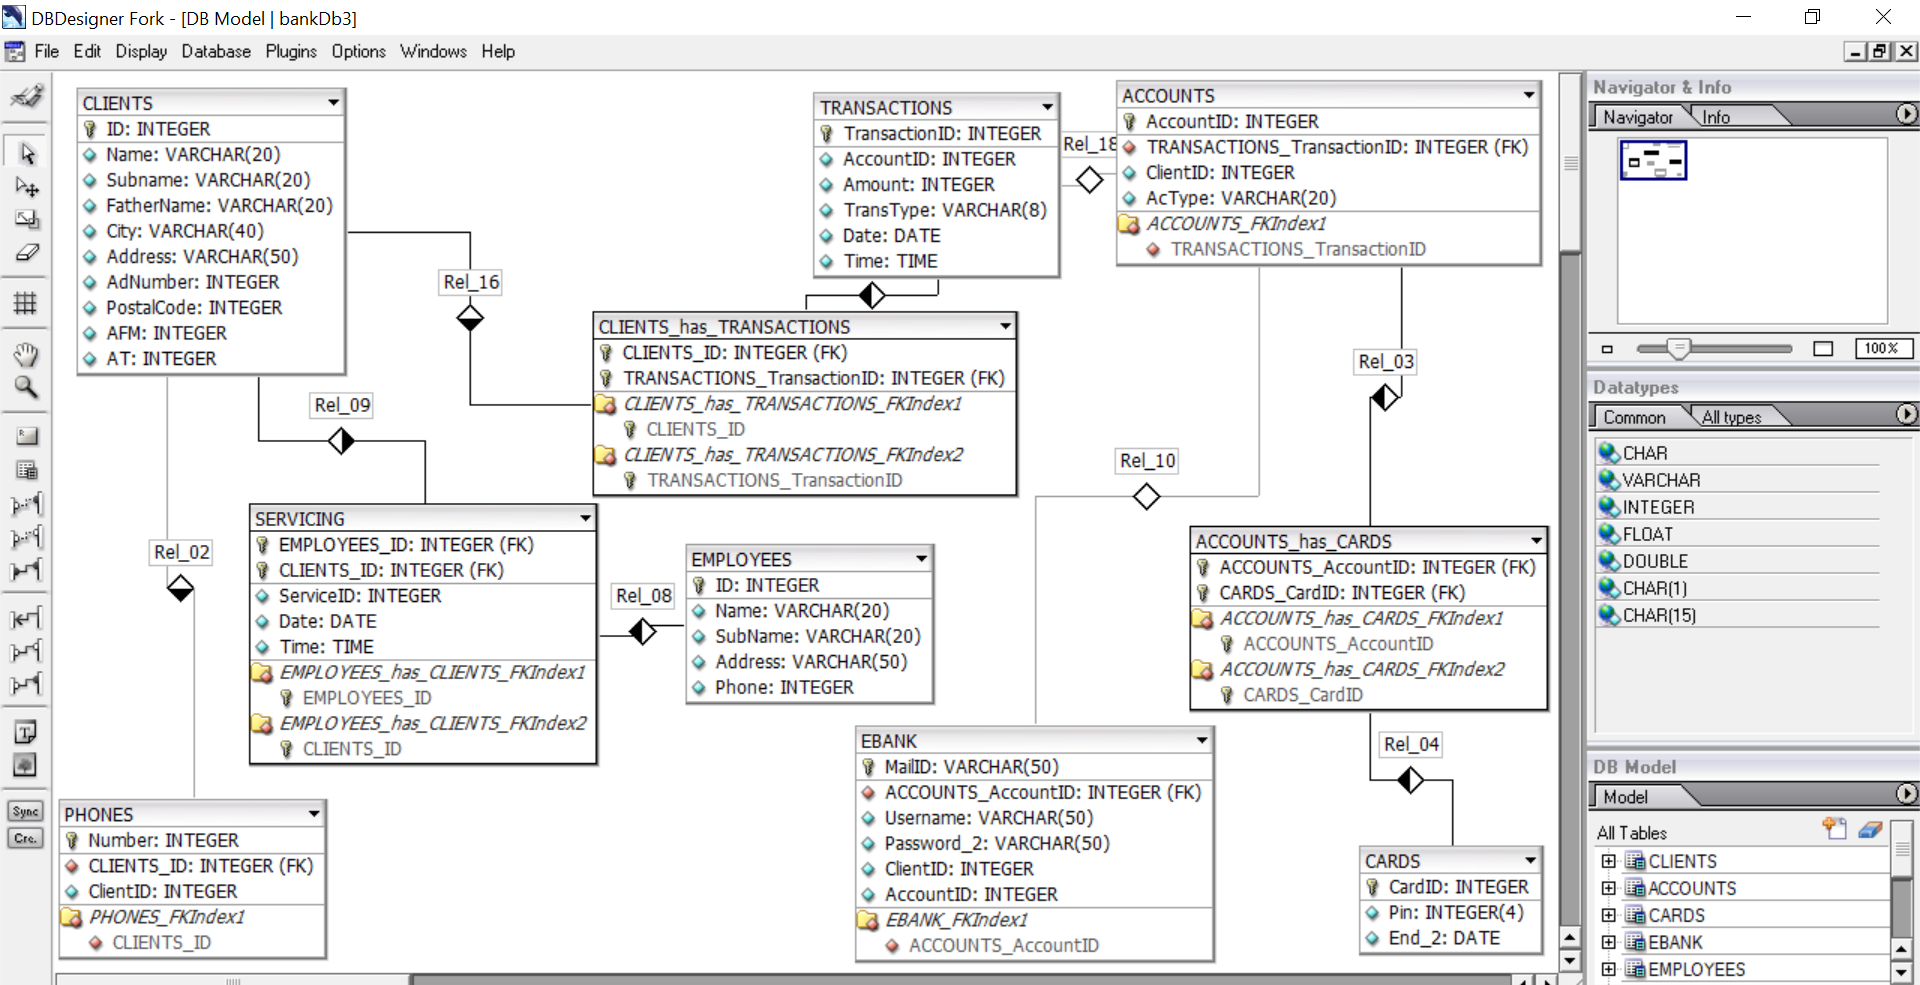 DBDesigner Fork - [DB Model | bankDb3]
File Edit Display Database Plugins Options Windows Help
CLIENTS
ID: INTEGER
Name: VARCHAR(20)
Subname: VARCHAR(20)
FatherName: VARCHAR(20)
City: VARCHAR(40)
Address: VARCHAR(50)
AdNumber: INTEGER
PostalCode: INTEGER
AFM: INTEGER
AT: INTEGER
TRANSACTIONS
TransactionID: INTEGER
AccountID: INTEGER
Amount: INTEGER
TransType: VARCHAR(8)
Date: DATE
Time: TIME
Rel_18
ACCOUNTS
AccountID: INTEGER
TRANSACTIONS_TransactionID: INTEGER (FK)
ClientID: INTEGER
AcType: VARCHAR(20)
ACCOUNTS_FKIndex1
TRANSACTIONS_TransactionID
Rel_16
CLIENTS_has_TRANSACTIONS
CLIENTS_ID: INTEGER (FK)
TRANSACTIONS_TransactionID: INTEGER (FK)
CLIENTS_has_TRANSACTIONS_FKIndex1
CLIENTS_ID
CLIENTS_has_TRANSACTIONS_FKIndex2
TRANSACTIONS_TransactionID
Rel_03
Rel_09
Rel_10
Rel_02
SERVICING
EMPLOYEES_ID: INTEGER (FK)
CLIENTS_ID: INTEGER (FK)
ServiceID: INTEGER
Date: DATE
Time: TIME
EMPLOYEES_has_CLIENTS_FKIndex1
EMPLOYEES_ID
EMPLOYEES_has_CLIENTS_FKIndex2
CLIENTS_ID
Rel_08
EMPLOYEES
ID: INTEGER
Name: VARCHAR(20)
SubName: VARCHAR(20)
Address: VARCHAR(50)
Phone: INTEGER
ACCOUNTS_has_CARDS
ACCOUNTS_AccountID: INTEGER (FK)
CARDS_CardID: INTEGER (FK)
ACCOUNTS_has_CARDS_FKIndex1
ACCOUNTS_AccountID
ACCOUNTS_has_CARDS_FKIndex2
CARDS_CardID
Rel_04
PHONES
Number: INTEGER
CLIENTS_ID: INTEGER (FK)
ClientID: INTEGER
PHONES_FKIndex1
CLIENTS_ID
EBANK
MailID: VARCHAR(50)
ACCOUNTS_AccountID: INTEGER (FK)
Username: VARCHAR(50)
Password_2: VARCHAR(50)
ClientID: INTEGER
AccountID: INTEGER
EBANK_FKIndex1
ACCOUNTS_AccountID
CARDS
CardID: INTEGER
Pin: INTEGER(4)
End_2: DATE
Sync
Cre.
Navigator & Info
Navigator Info
100%
Datatypes
Common All types
CHAR
VARCHAR
INTEGER
FLOAT
DOUBLE
CHAR(1)
CHAR(15)
DB Model
Model
All Tables
CLIENTS
ACCOUNTS
CARDS
EBANK
EMPLOYEES